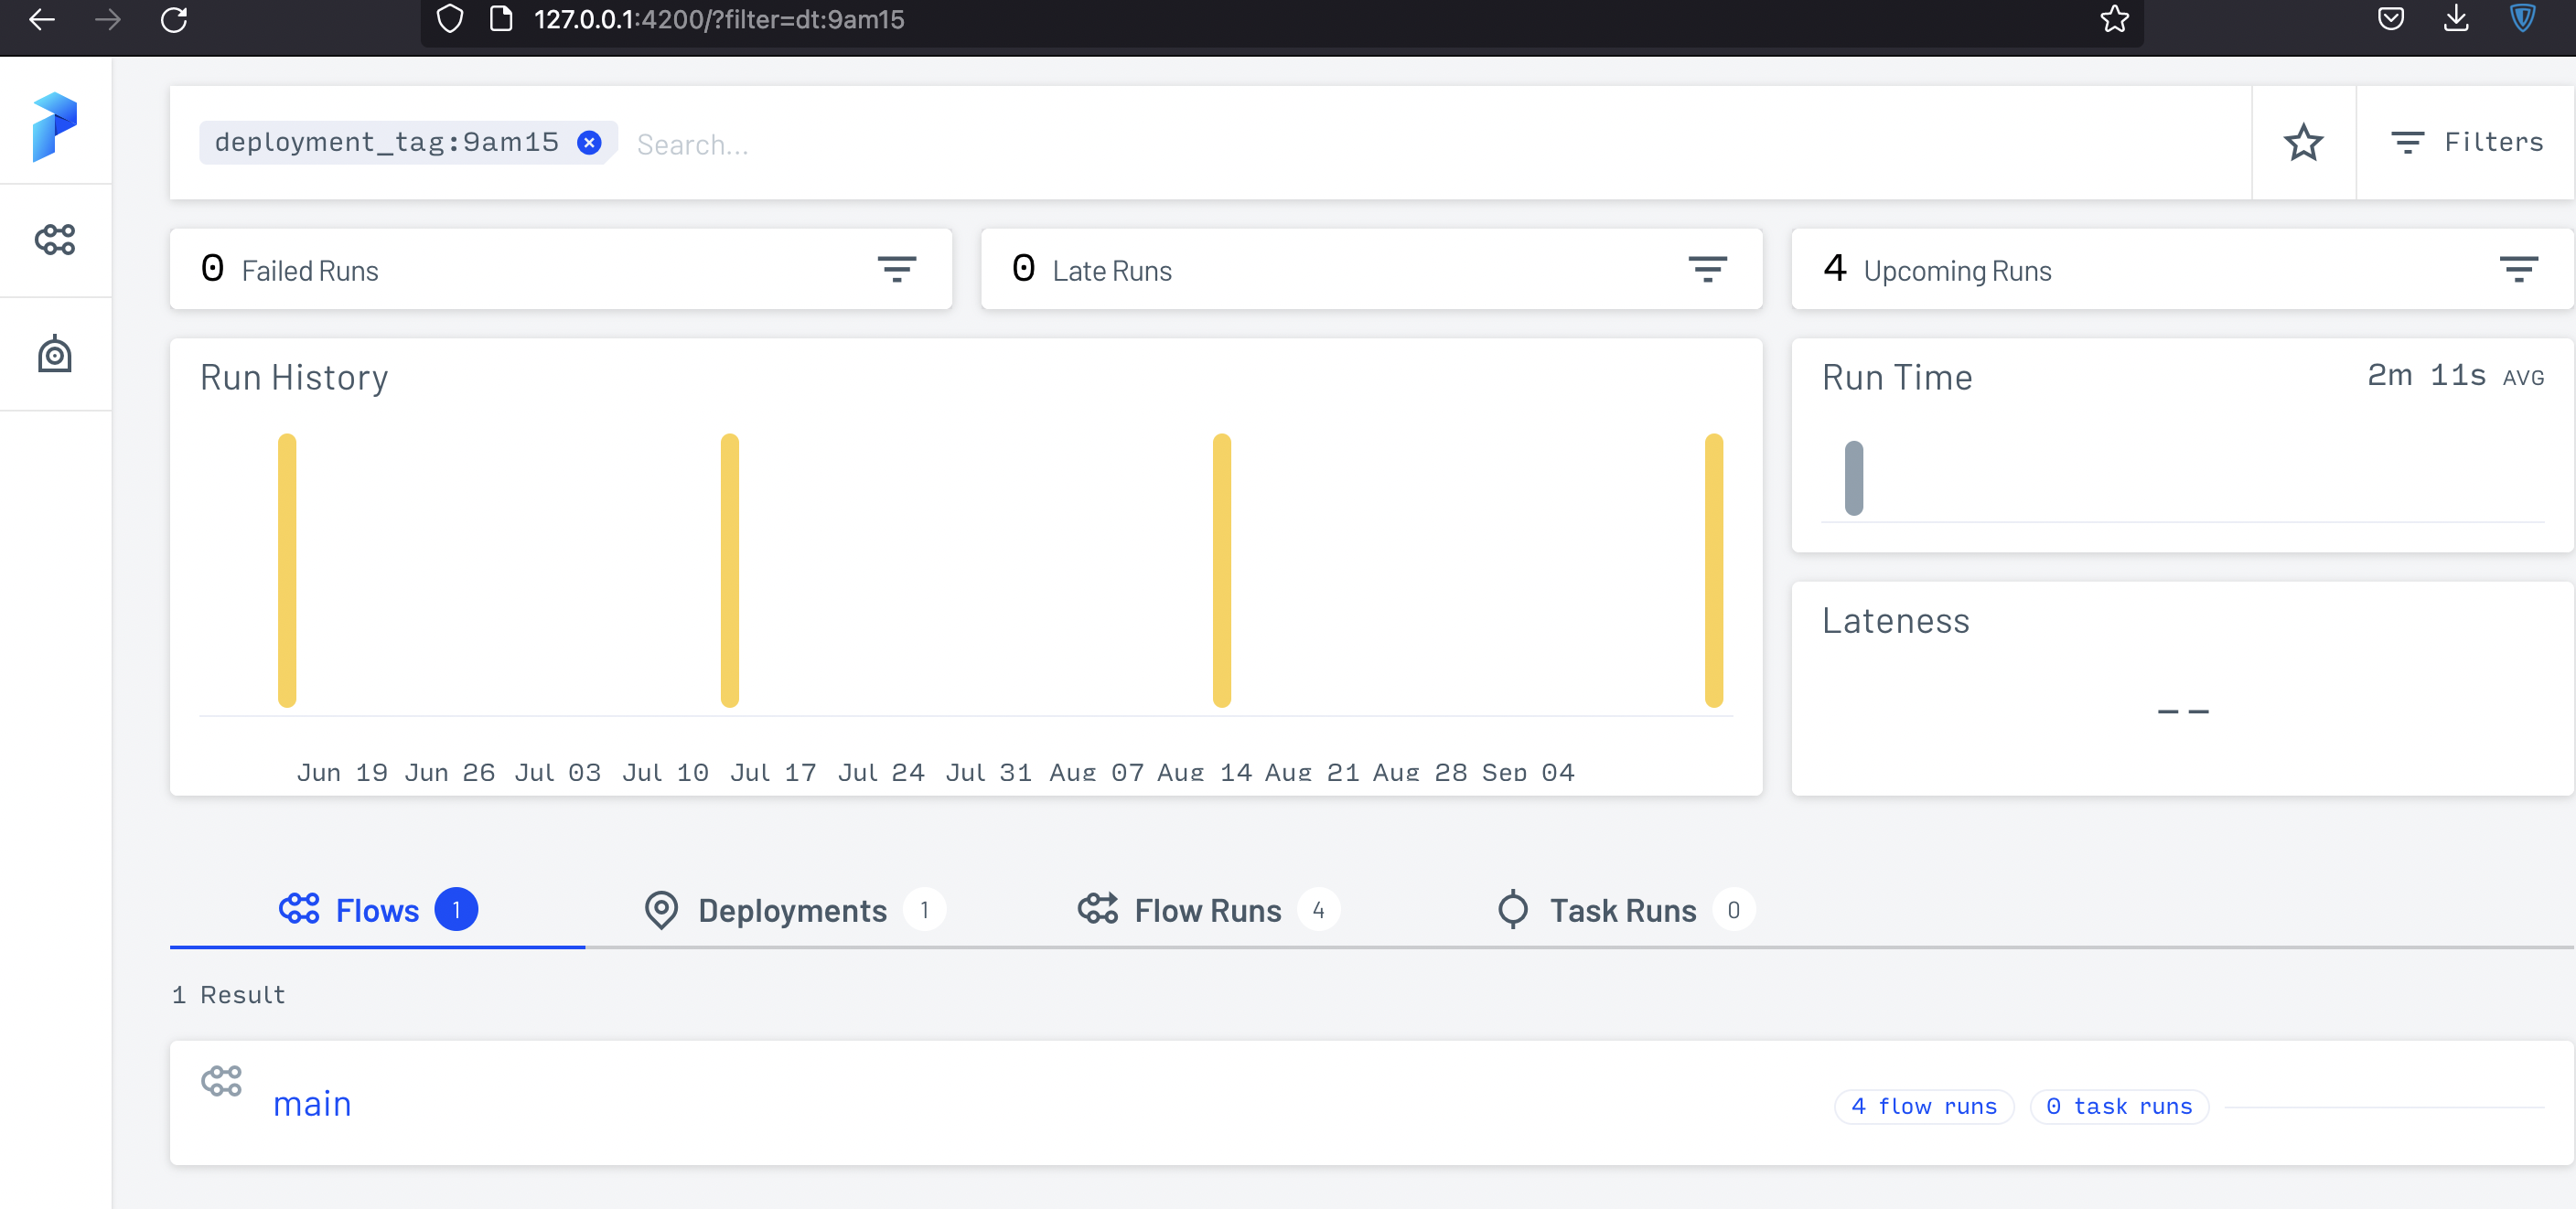 127.0.0.1:4200/?filter=dt:9am15
deployment_tag:9am15 Search... Filters
0 Failed Runs 0 Late Runs 4 Upcoming Runs
Run History Run Time 2m 11s AVG
Lateness
--
Jun 19 Jun 26 Jul 03 Jul 10 Jul 17 Jul 24 Jul 31 Aug 07 Aug 14 Aug 21 Aug 28 Sep 04
Flows 1 Deployments 1 Flow Runs 4 Task Runs 0
1 Result
main 4 flow runs 0 task runs